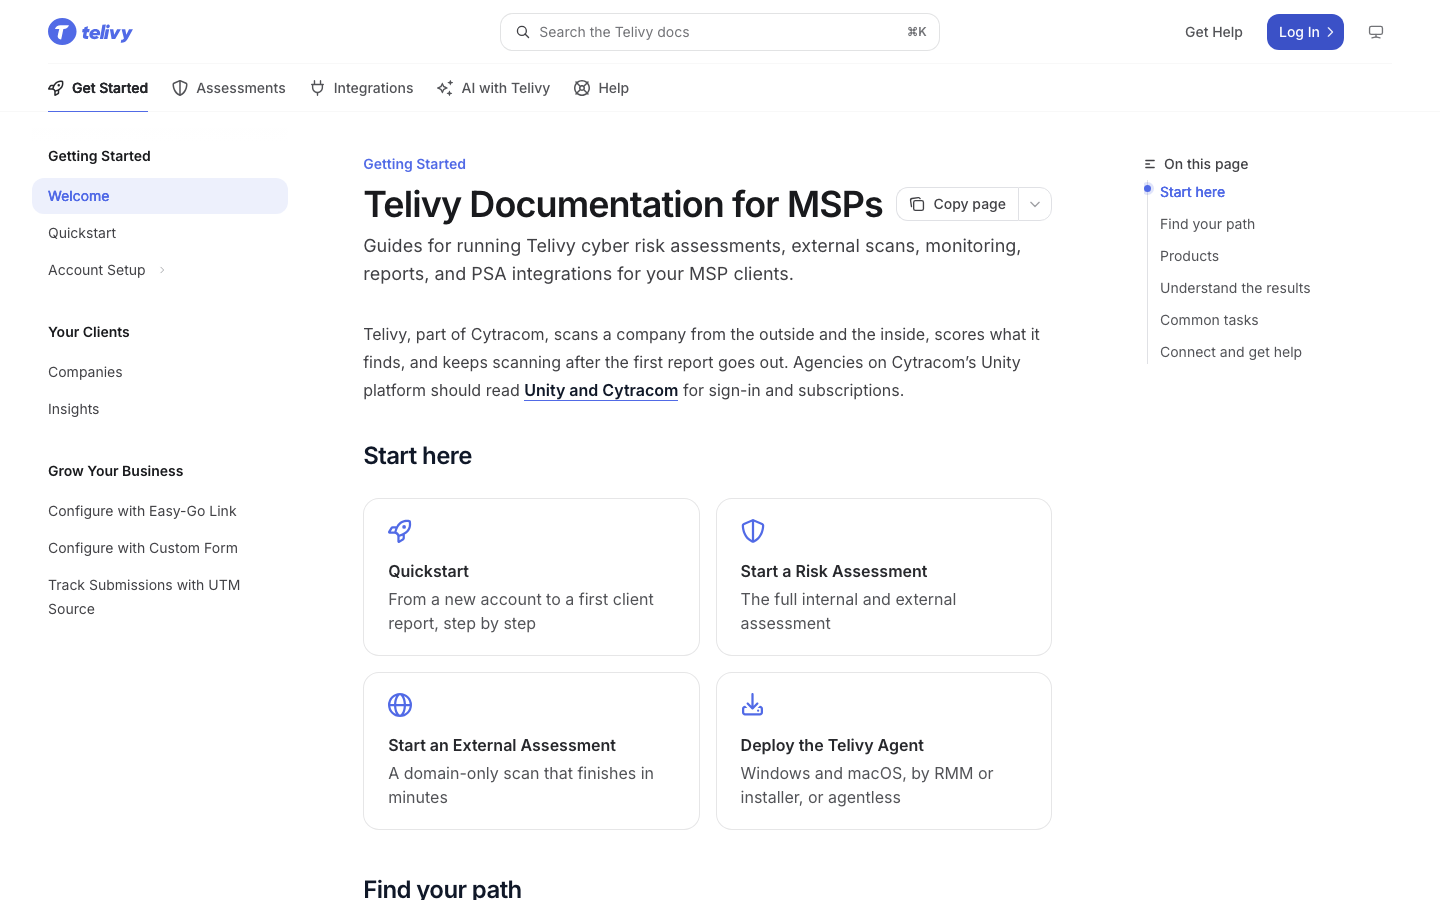 telivy
Search the Telivy docs
⌘K
Get Help
Log In
Get Started
Assessments
Integrations
AI with Telivy
Help
Getting Started
Welcome
Quickstart
Account Setup
Your Clients
Companies
Insights
Grow Your Business
Configure with Easy-Go Link
Configure with Custom Form
Track Submissions with UTM
Source
Getting Started
Telivy Documentation for MSPs
Copy page
Guides for running Telivy cyber risk assessments, external scans, monitoring,
reports, and PSA integrations for your MSP clients.
Telivy, part of Cytracom, scans a company from the outside and the inside, scores what it
finds, and keeps scanning after the first report goes out. Agencies on Cytracom’s Unity
platform should read Unity and Cytracom for sign-in and subscriptions.
Start here
Quickstart
From a new account to a first client
report, step by step
Start a Risk Assessment
The full internal and external
assessment
Start an External Assessment
A domain-only scan that finishes in
minutes
Deploy the Telivy Agent
Windows and macOS, by RMM or
installer, or agentless
Find your path
On this page
Start here
Find your path
Products
Understand the results
Common tasks
Connect and get help